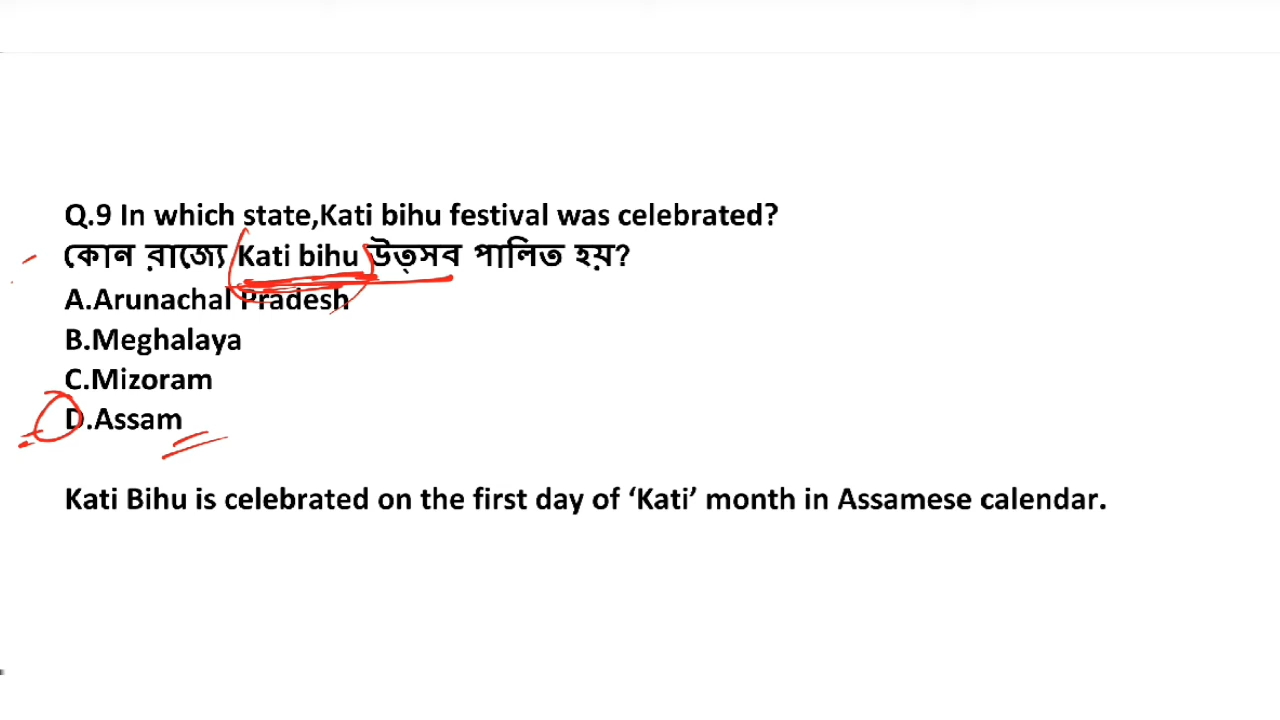 Q.9 In which state,Kati bihu festival was celebrated?
কোন রাজ্যে Kati bihu উত্সব পালিত হয়?
A.Arunachal Pradesh
B.Meghalaya
C.Mizoram
D.Assam
Kati Bihu is celebrated on the first day of ‘Kati’ month in Assamese calendar.